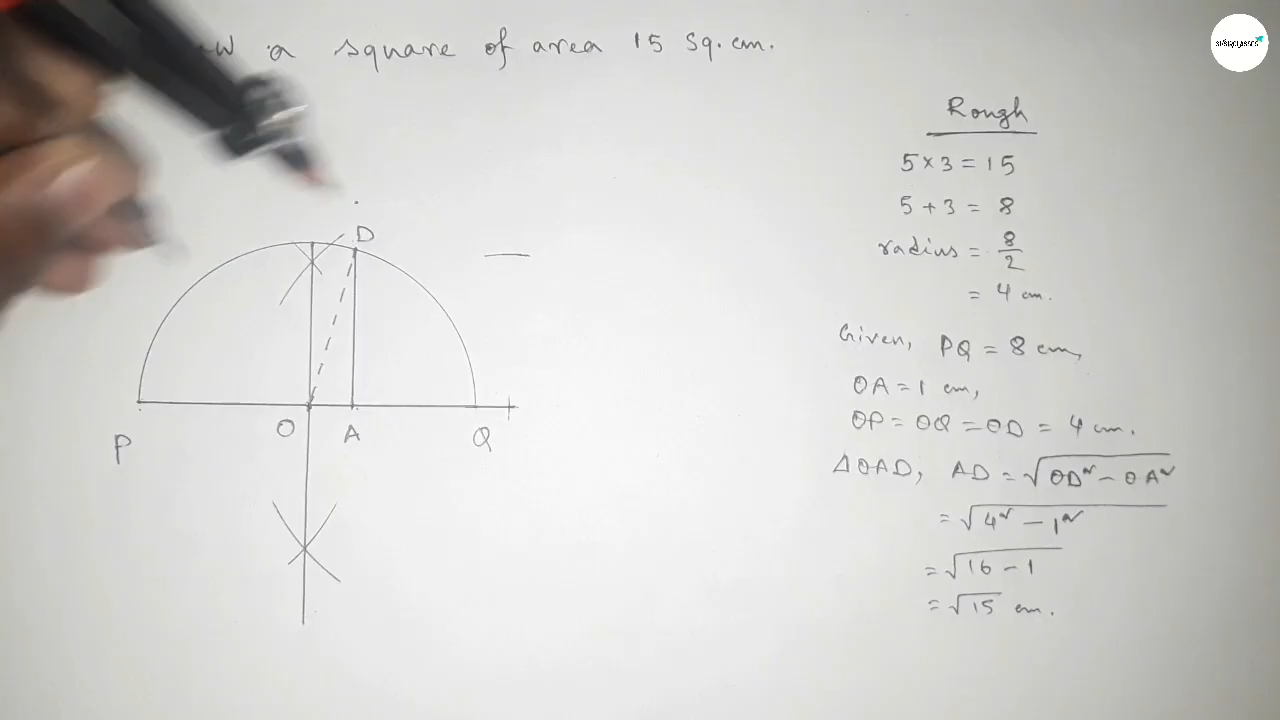 a square of area 15 sq. cm.
Rough
5 × 3 = 15
5 + 3 = 8
radius = 8/2
= 4 cm.
Given, PQ = 8 cm,
OA = 1 cm,
OP = OQ = OD = 4 cm.
ΔOAD, AD = √(OD² − OA²)
= √(4² − 1²)
= √(16 − 1)
= √15 cm.
D
P O A Q